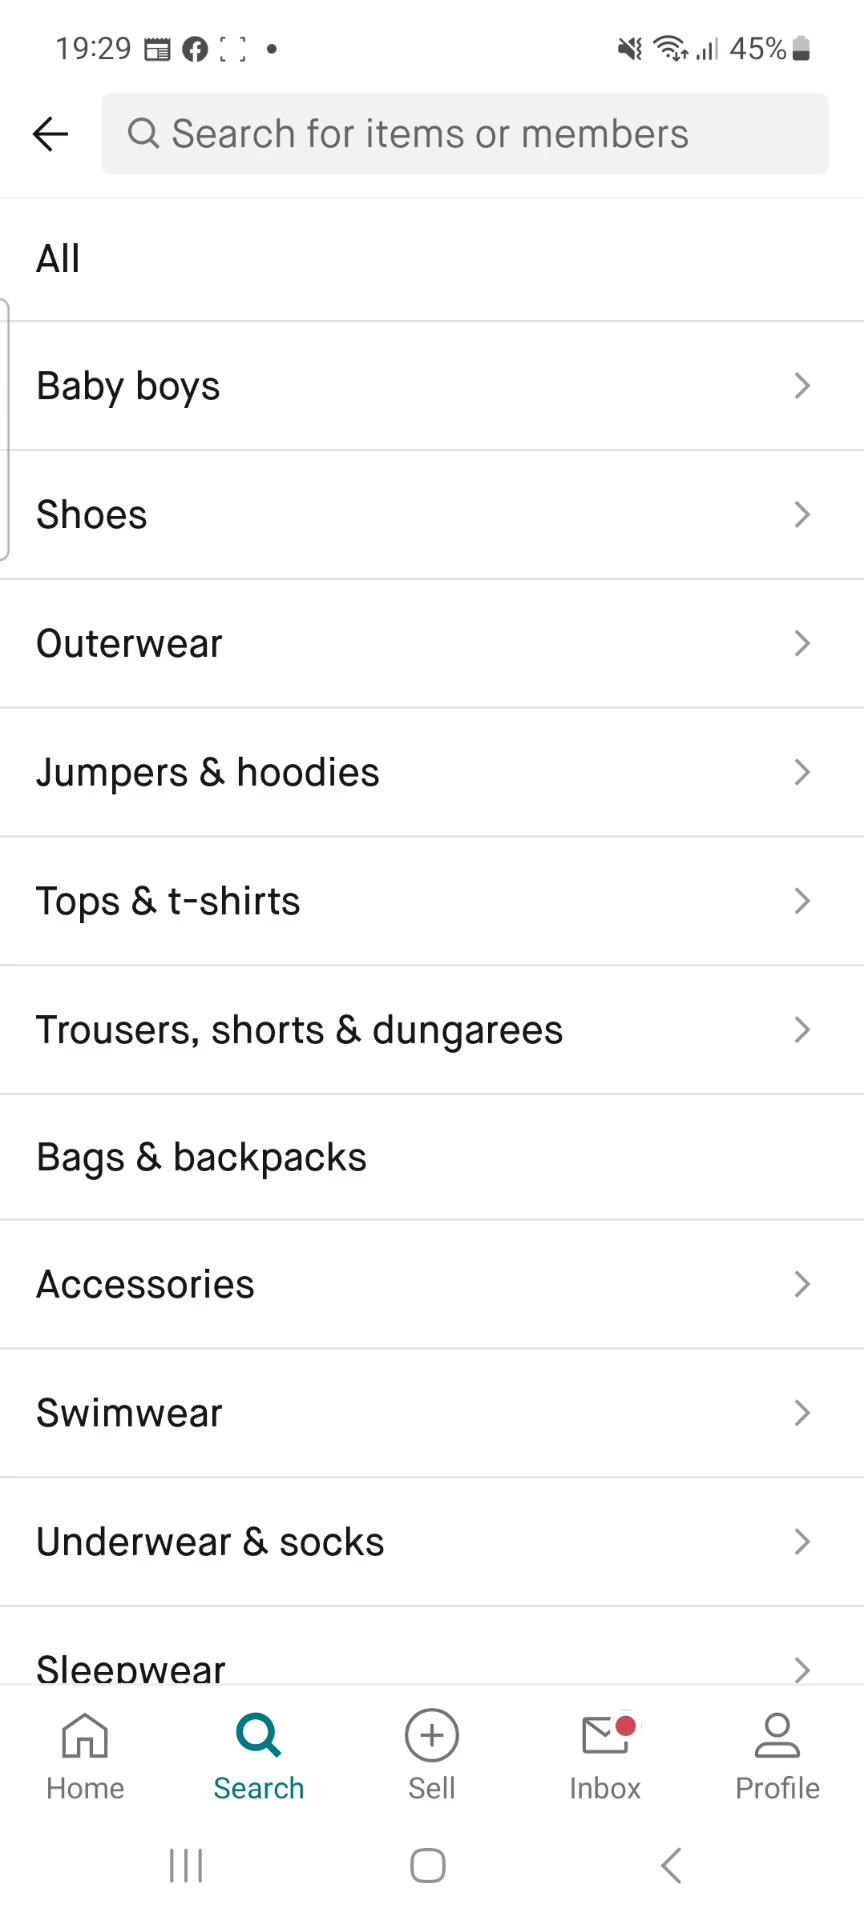 19:29
45%
Search for items or members
All
Baby boys
Shoes
Outerwear
Jumpers & hoodies
Tops & t-shirts
Trousers, shorts & dungarees
Bags & backpacks
Accessories
Swimwear
Underwear & socks
Sleepwear
Home
Search
Sell
Inbox
Profile